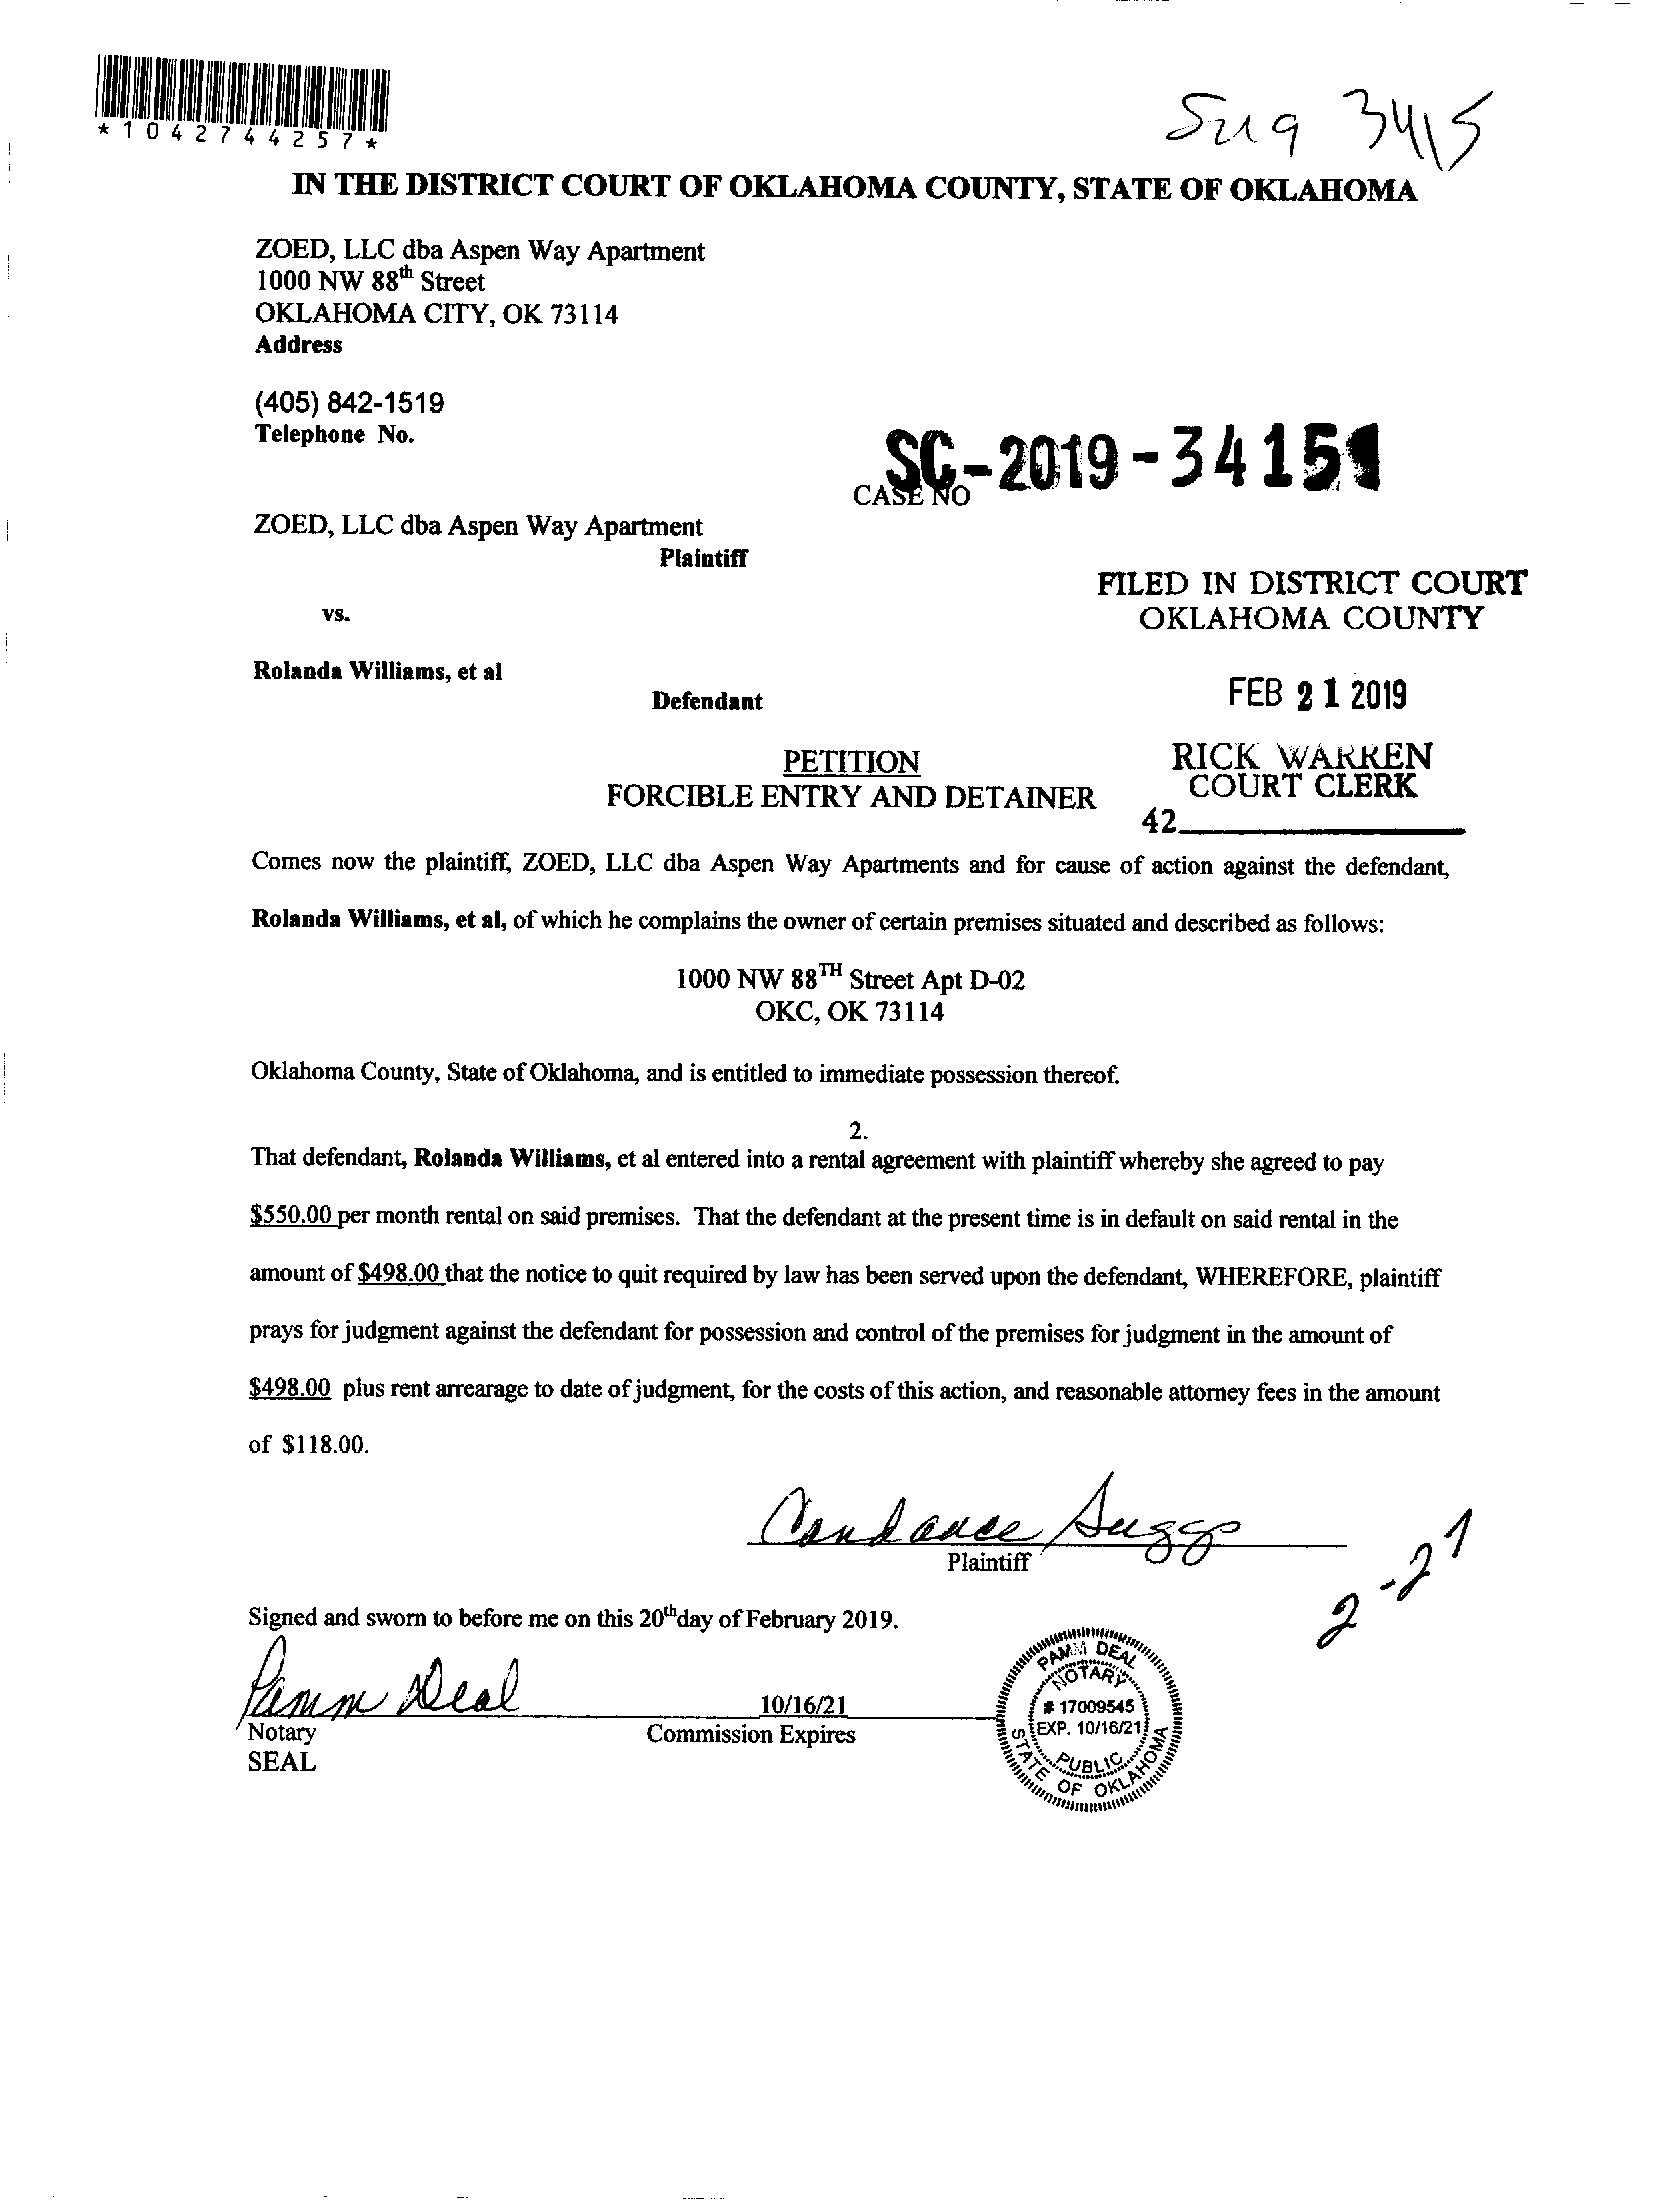 *1042744257*
IN THE DISTRICT COURT OF OKLAHOMA COUNTY, STATE OF OKLAHOMA
ZOED, LLC dba Aspen Way Apartment
1000 NW 88th Street
OKLAHOMA CITY, OK 73114
Address
(405) 842-1519
Telephone No.
SC-2019-3415
CASE NO
ZOED, LLC dba Aspen Way Apartment
Plaintiff
FILED IN DISTRICT COURT
OKLAHOMA COUNTY
vs.
Rolanda Williams, et al
Defendant
FEB 21 2019
PETITION
FORCIBLE ENTRY AND DETAINER
RICK WARREN
COURT CLERK
42
Comes now the plaintiff, ZOED, LLC dba Aspen Way Apartments and for cause of action against the defendant,
Rolanda Williams, et al, of which he complains the owner of certain premises situated and described as follows:
1000 NW 88TH Street Apt D-02
OKC, OK 73114
Oklahoma County, State of Oklahoma, and is entitled to immediate possession thereof.
2.
That defendant, Rolanda Williams, et al entered into a rental agreement with plaintiff whereby she agreed to pay
$550.00 per month rental on said premises. That the defendant at the present time is in default on said rental in the
amount of $498.00 that the notice to quit required by law has been served upon the defendant, WHEREFORE, plaintiff
prays for judgment against the defendant for possession and control of the premises for judgment in the amount of
$498.00 plus rent arrearage to date of judgment, for the costs of this action, and reasonable attorney fees in the amount
of $118.00.
Candance Suggs
Plaintiff
2-21
Signed and sworn to before me on this 20th day of February 2019.
Pamm Deal
10/16/21
Notary
Commission Expires
SEAL
PAMM DEAL
NOTARY
# 17009545
EXP. 10/16/21
PUBLIC
STATE OF OKLAHOMA